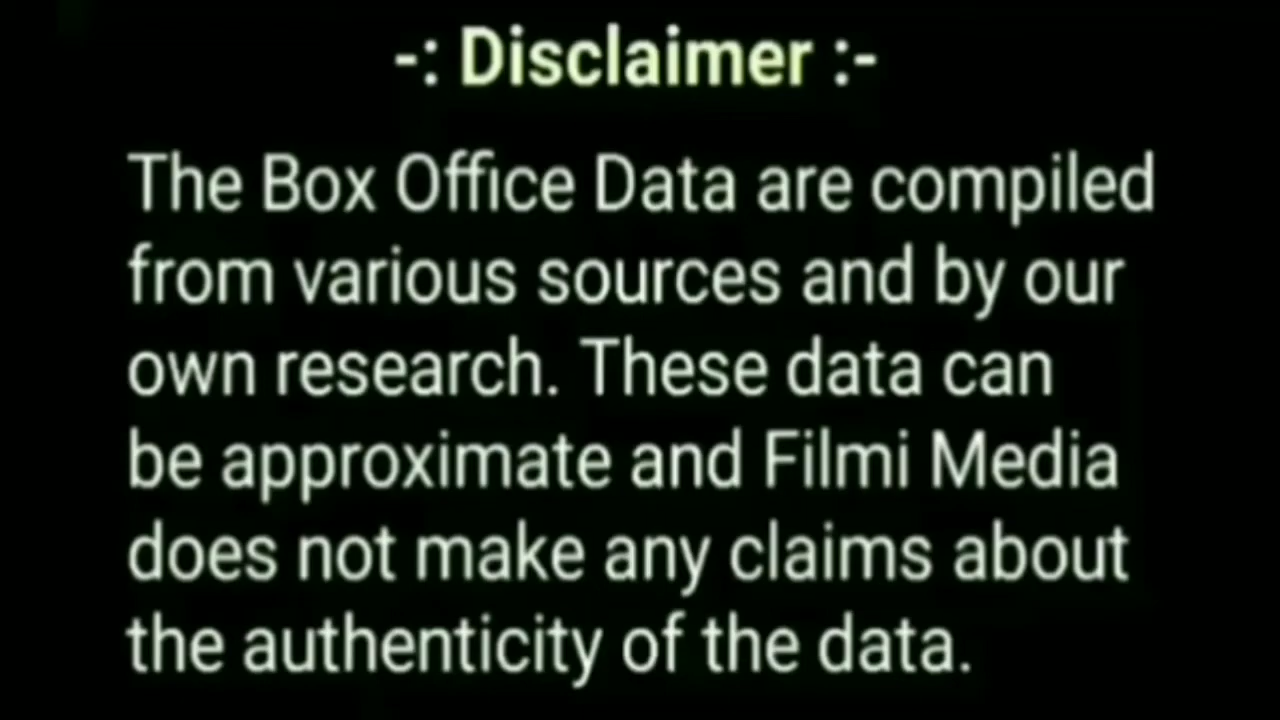 -: Disclaimer :-
The Box Office Data are compiled
from various sources and by our
own research. These data can
be approximate and Filmi Media
does not make any claims about
the authenticity of the data.